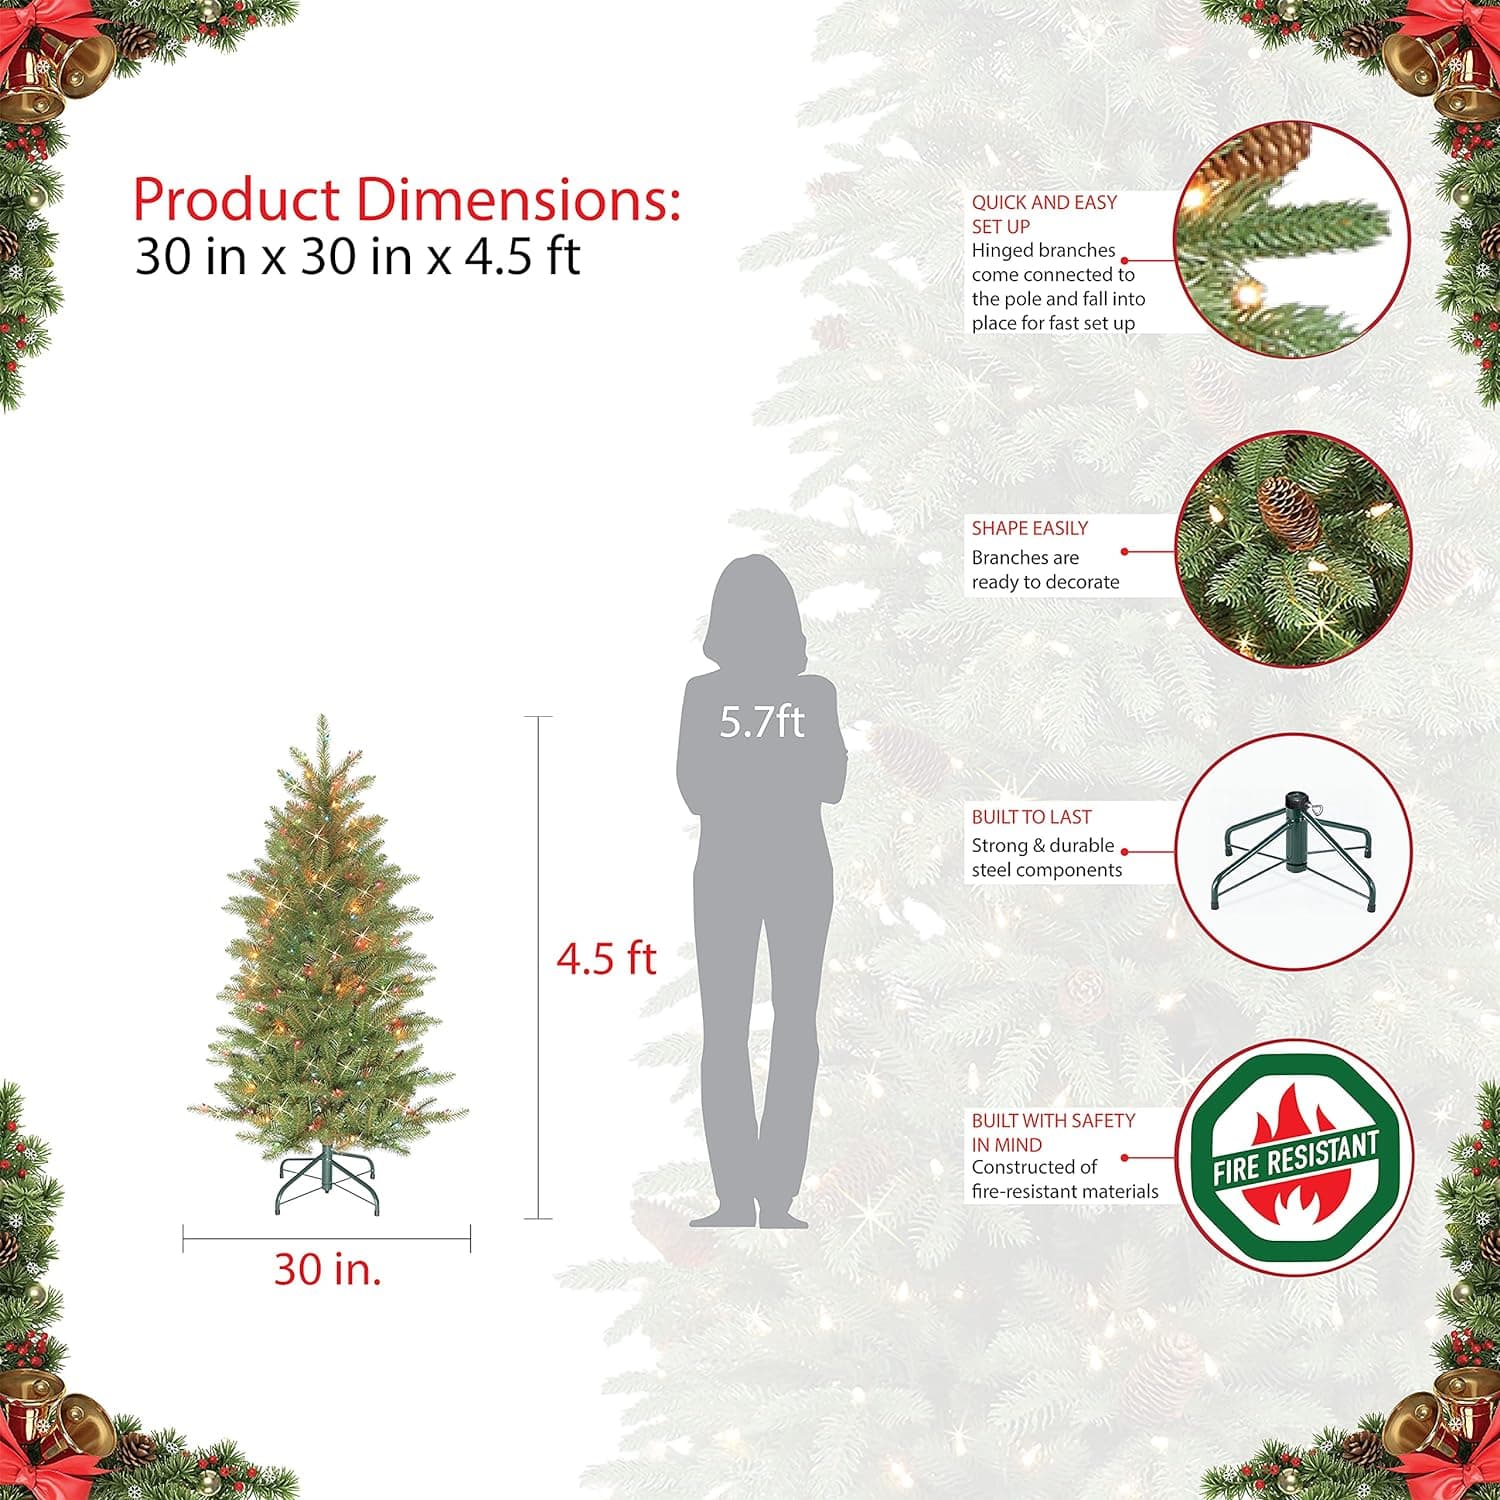 Product Dimensions:
30 in x 30 in x 4.5 ft
QUICK AND EASY
SET UP
Hinged branches
come connected to
the pole and fall into
place for fast set up
SHAPE EASILY
Branches are
ready to decorate
5.7ft
4.5 ft
30 in.
BUILT TO LAST
Strong & durable
steel components
BUILT WITH SAFETY
IN MIND
Constructed of
fire-resistant materials
FIRE RESISTANT